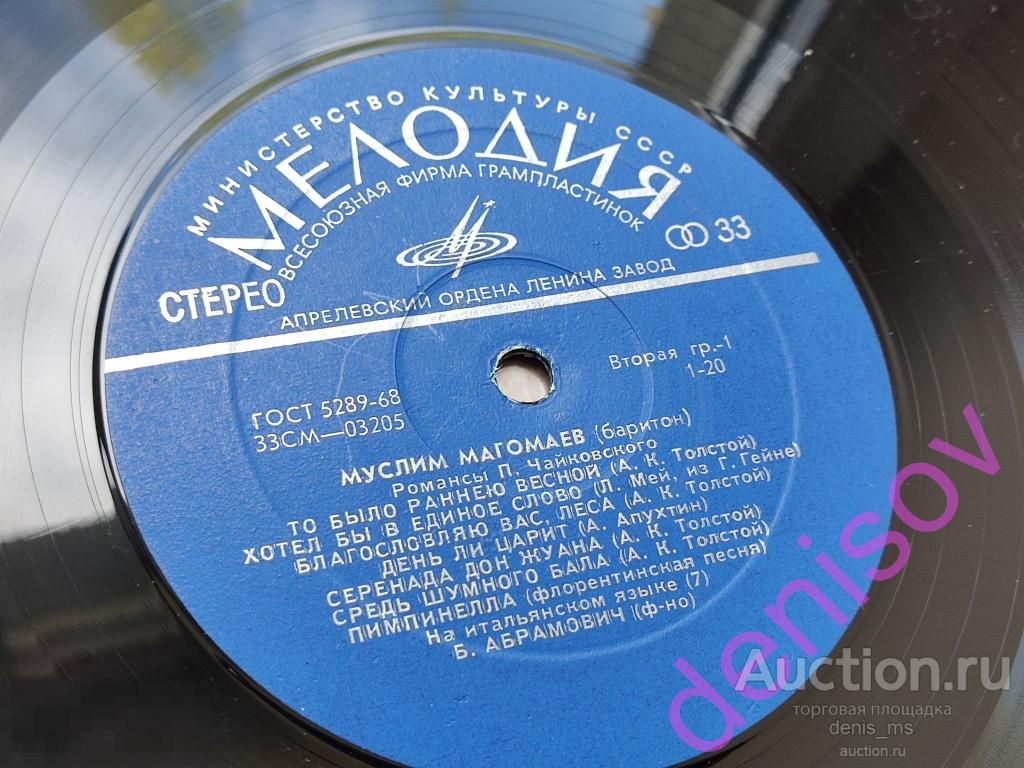 МИНИСТЕРСТВО КУЛЬТУРЫ СССР
МЕЛОДИЯ
ВСЕСОЮЗНАЯ ФИРМА ГРАМПЛАСТИНОК
СТЕРЕО
33
АПРЕЛЕВСКИЙ ОРДЕНА ЛЕНИНА ЗАВОД
ГОСТ 5289-68
33СМ—03205
Вторая гр.-1
1-20
МУСЛИМ МАГОМАЕВ (баритон)
Романсы П. Чайковского
ТО БЫЛО РАННЕЮ ВЕСНОЙ (А. К. Толстой)
ХОТЕЛ БЫ В ЕДИНОЕ СЛОВО (Л. Мей, из Г. Гейне)
БЛАГОСЛОВЛЯЮ ВАС, ЛЕСА (А. К. Толстой)
ДЕНЬ ЛИ ЦАРИТ (А. Апухтин)
СЕРЕНАДА ДОН ЖУАНА (А. К. Толстой)
СРЕДЬ ШУМНОГО БАЛА (А. К. Толстой)
ПИМПИНЕЛЛА (флорентинская песня)
На итальянском языке (7)
Б. АБРАМОВИЧ (ф-но)
denisov
Auction.ru
торговая площадка
denis_ms
auction.ru